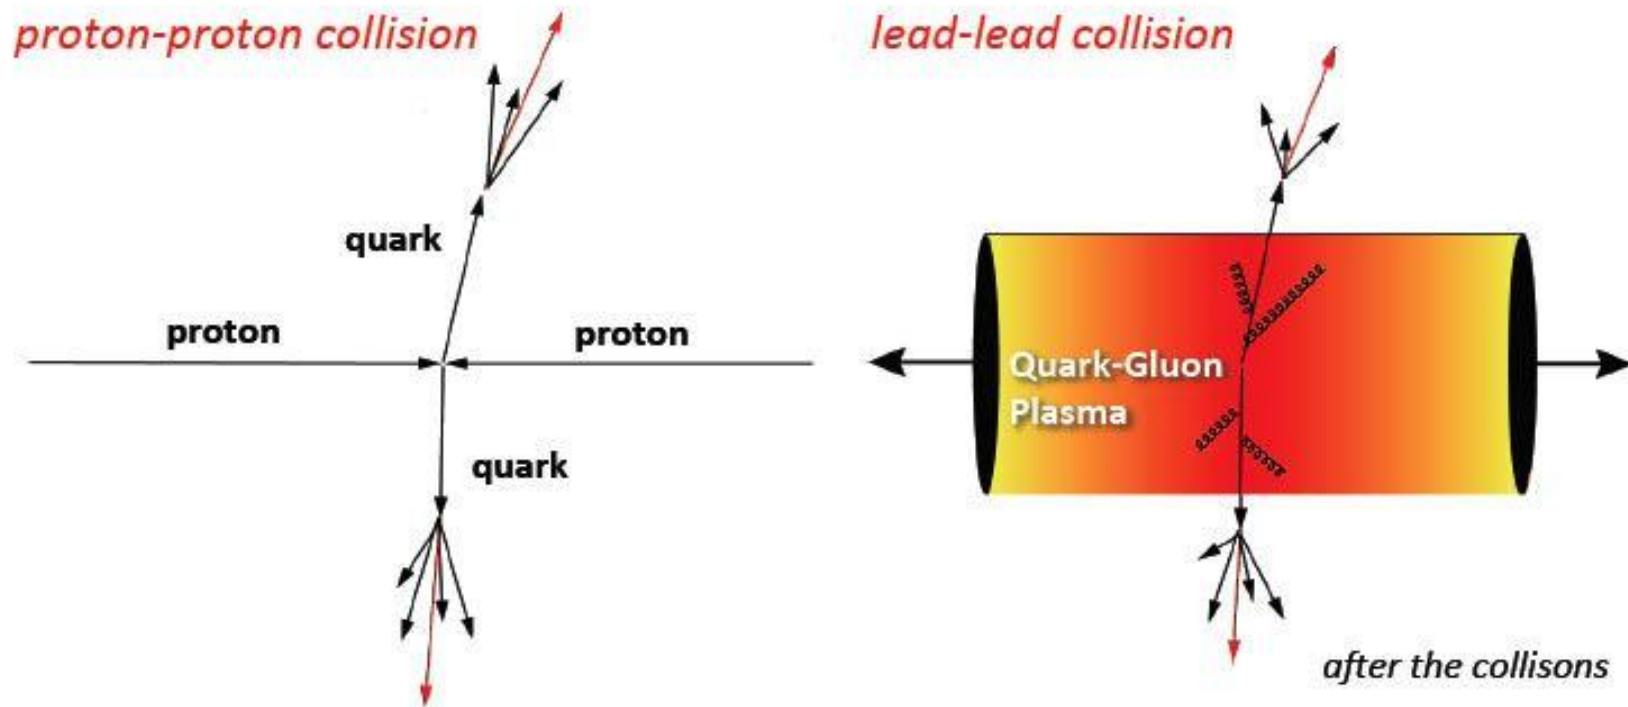 proton-proton collision
lead-lead collision
quark
proton
proton
Quark-Gluon
Plasma
quark
after the collisons